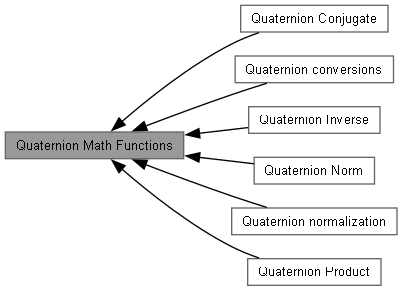 Quaternion Conjugate
Quaternion conversions
Quaternion Inverse
Quaternion Math Functions
Quaternion Norm
Quaternion normalization
Quaternion Product